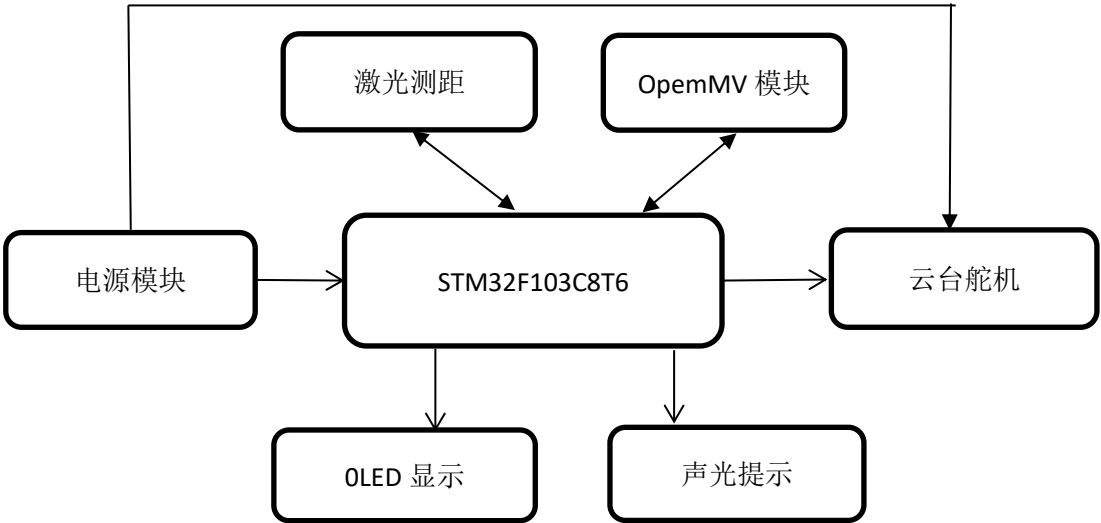 激光测距
OpemMV 模块
电源模块
STM32F103C8T6
云台舵机
0LED 显示
声光提示